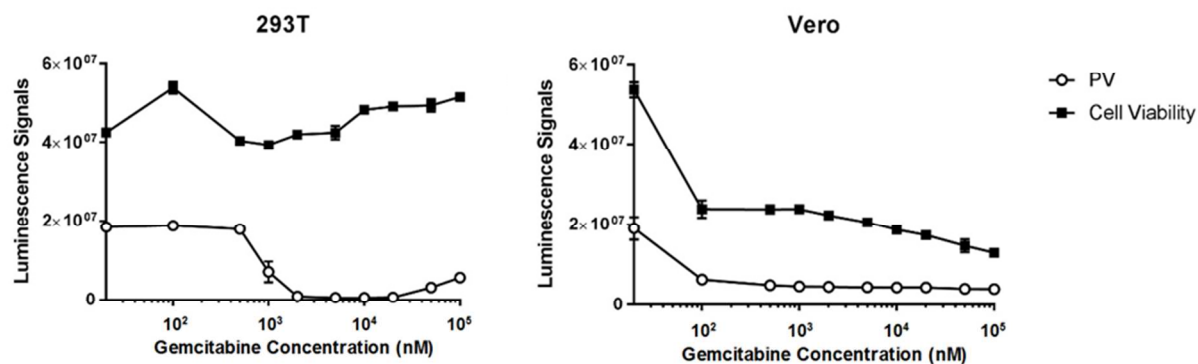 293T
Luminescence Signals
6×10⁰⁷
4×10⁰⁷
2×10⁰⁷
0
10²
10³
10⁴
10⁵
Gemcitabine Concentration (nM)
Vero
Luminescence Signals
6×10⁰⁷
4×10⁰⁷
2×10⁰⁷
0
10²
10³
10⁴
10⁵
Gemcitabine Concentration (nM)
PV
Cell Viability